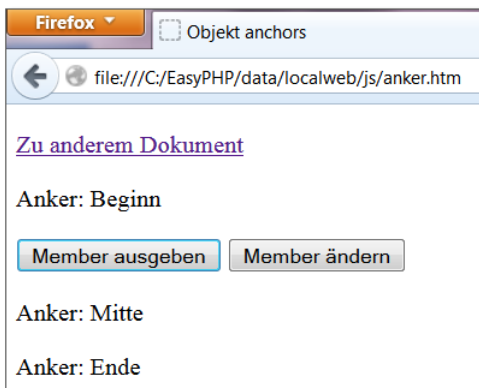 Firefox
Objekt anchors
file:///C:/EasyPHP/data/localweb/js/anker.htm
Zu anderem Dokument
Anker: Beginn
Member ausgeben Member ändern
Anker: Mitte
Anker: Ende